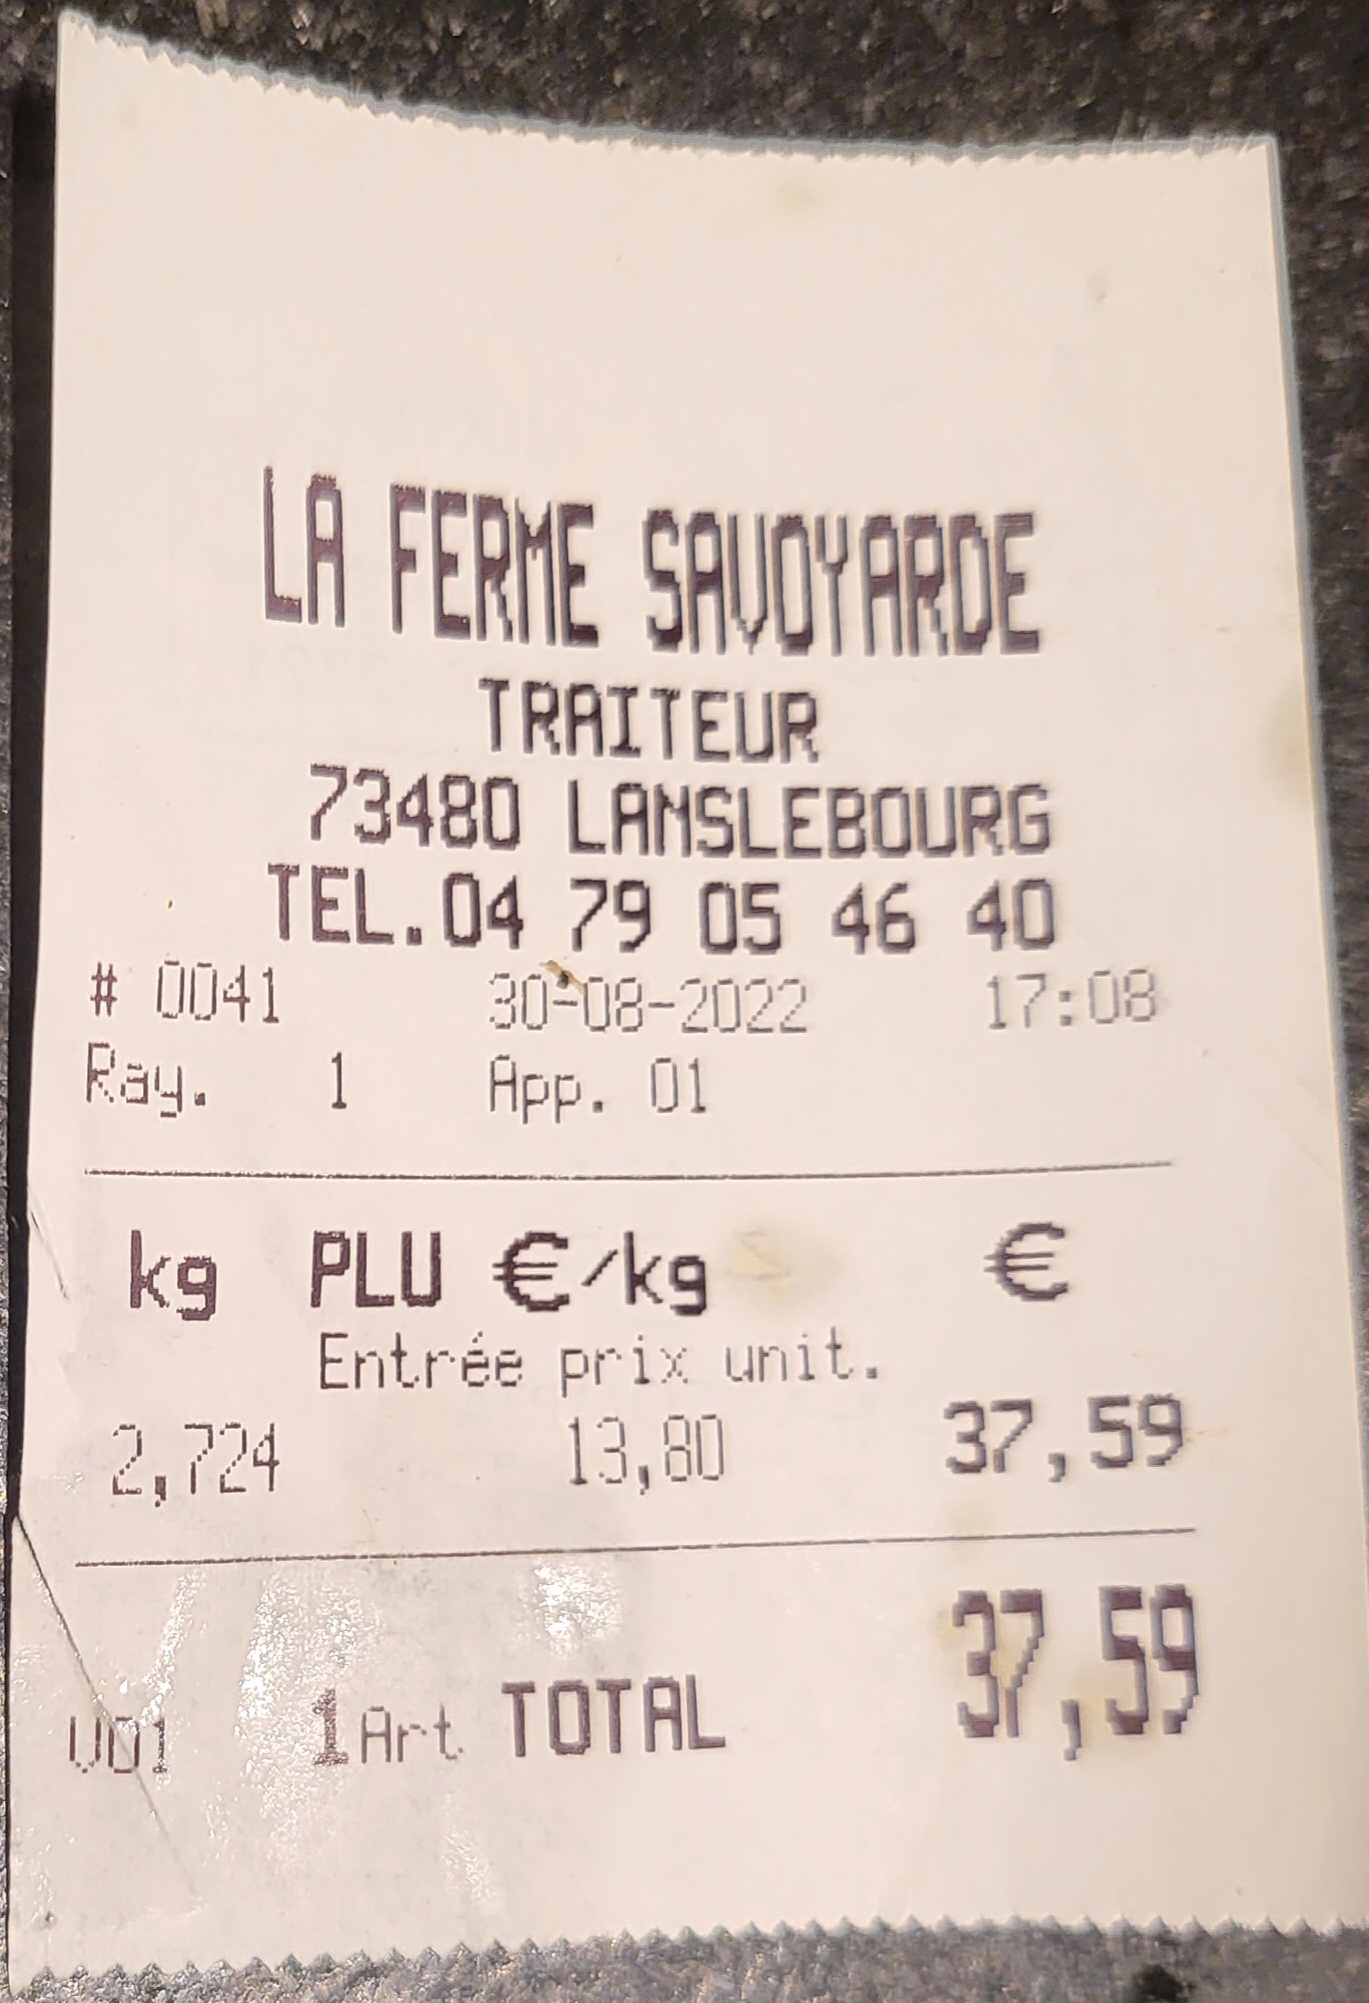 LA FERME SAVOYARDE
TRAITEUR
73480 LANSLEBOURG
TEL.04 79 05 46 40
# 0041 30-08-2022 17:08
Ray. 1 App. 01
kg PLU €/kg €
Entrée prix unit.
2,724 13,80 37,59
V01 1 Art TOTAL 37,59